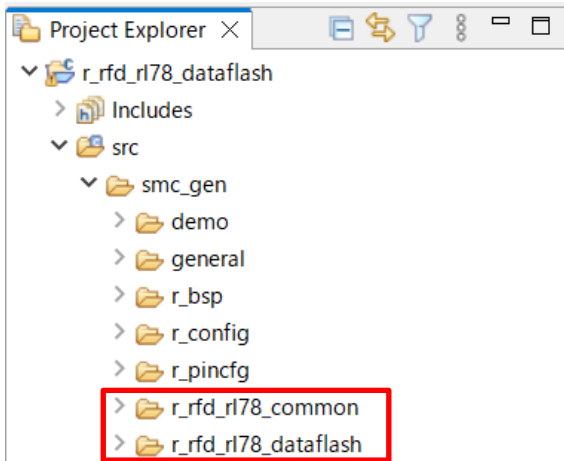 Project Explorer
r_rfd_rl78_dataflash
Includes
src
smc_gen
demo
general
r_bsp
r_config
r_pincfg
r_rfd_rl78_common
r_rfd_rl78_dataflash